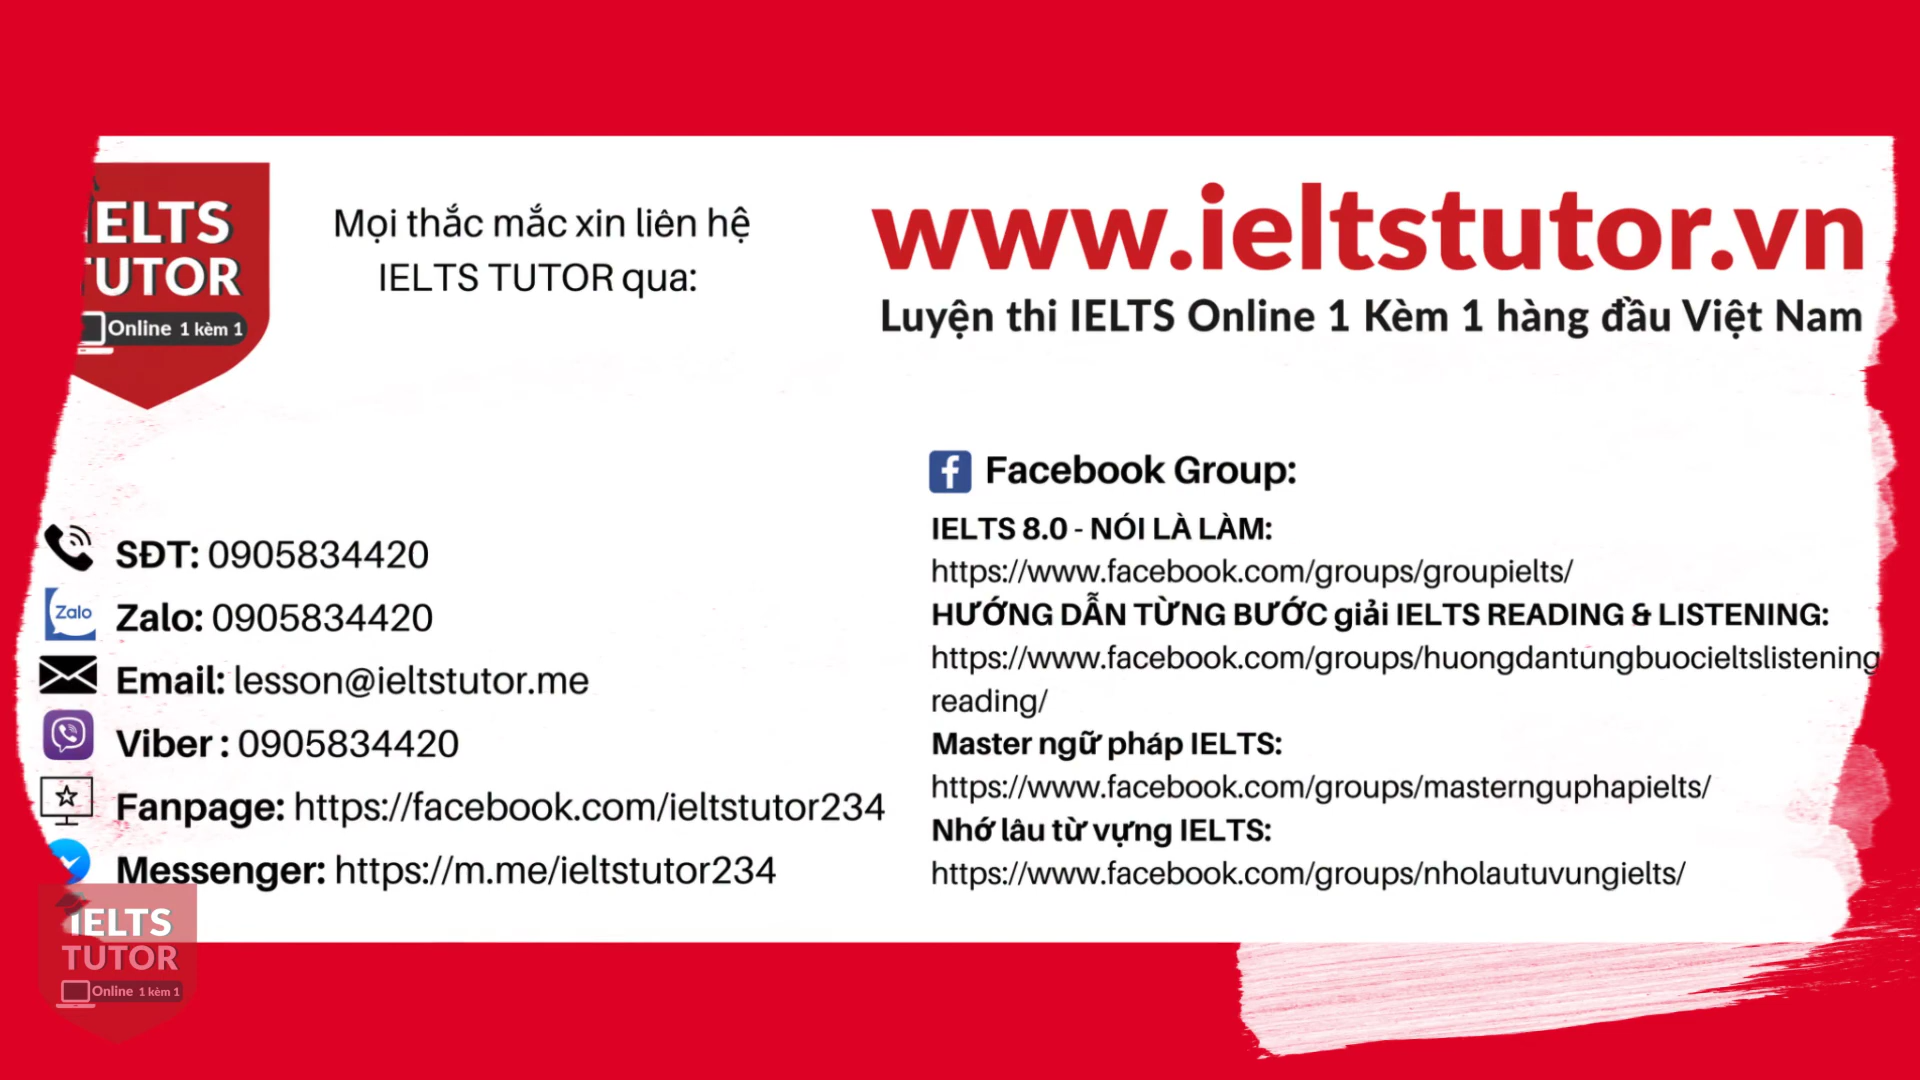 IELTS
TUTOR
Online 1 kèm 1
Mọi thắc mắc xin liên hệ
IELTS TUTOR qua:
www.ieltstutor.vn
Luyện thi IELTS Online 1 Kèm 1 hàng đầu Việt Nam
SĐT: 0905834420
Zalo
Zalo: 0905834420
Email: lesson@ieltstutor.me
Viber : 0905834420
Fanpage: https://facebook.com/ieltstutor234
Messenger: https://m.me/ieltstutor234
Facebook Group:
IELTS 8.0 - NÓI LÀ LÀM:
https://www.facebook.com/groups/groupielts/
HƯỚNG DẪN TỪNG BƯỚC giải IELTS READING & LISTENING:
https://www.facebook.com/groups/huongdantungbuocieltslistening
reading/
Master ngữ pháp IELTS:
https://www.facebook.com/groups/masternguphapielts/
Nhớ lâu từ vựng IELTS:
https://www.facebook.com/groups/nholautuvungielts/
IELTS
TUTOR
Online 1 kèm 1